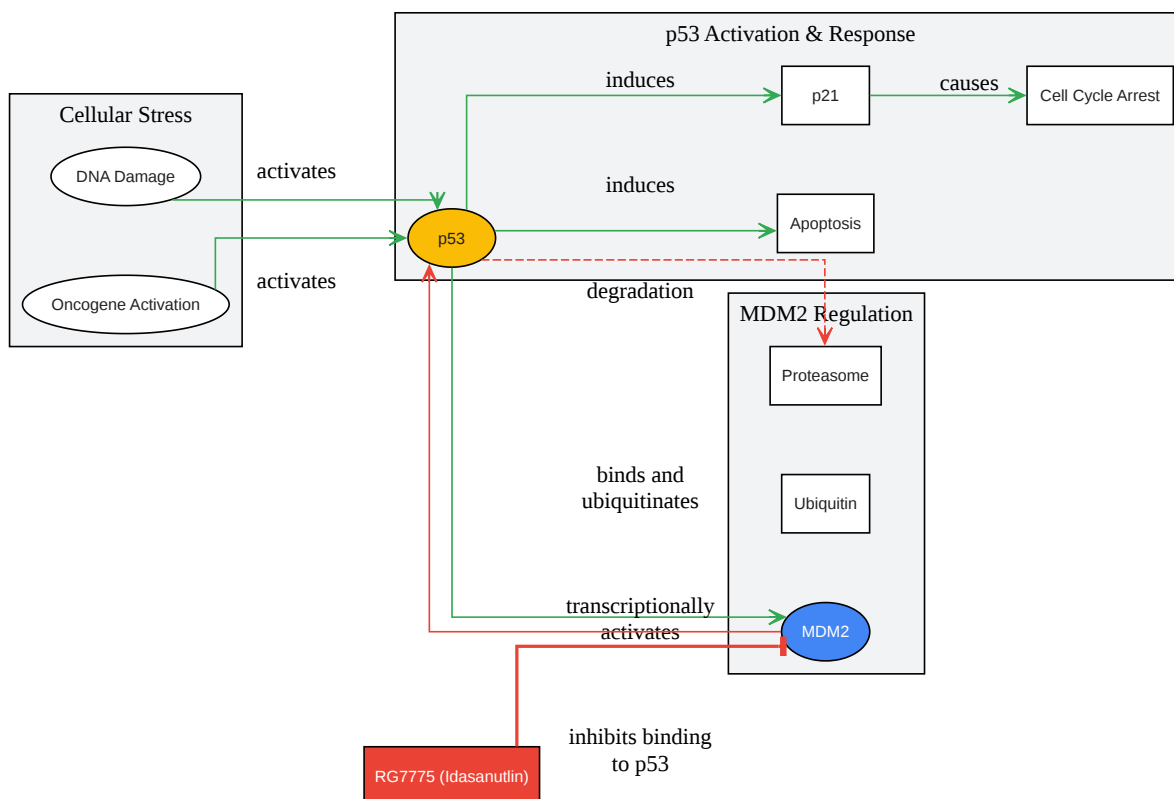 p53 Activation & Response
induces
p21
causes
Cell Cycle Arrest
Cellular Stress
DNA Damage
activates
induces
Apoptosis
p53
activates
Oncogene Activation
degradation
MDM2 Regulation
Proteasome
binds and
ubiquitinates
Ubiquitin
transcriptionally
activates
MDM2
inhibits binding
to p53
RG7775 (Idasanutlin)